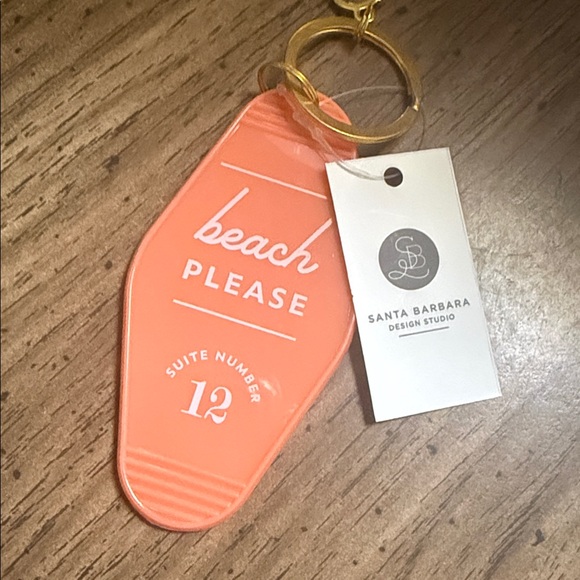 beach
PLEASE
SUITE NUMBER
12
SB
SANTA BARBARA
DESIGN STUDIO